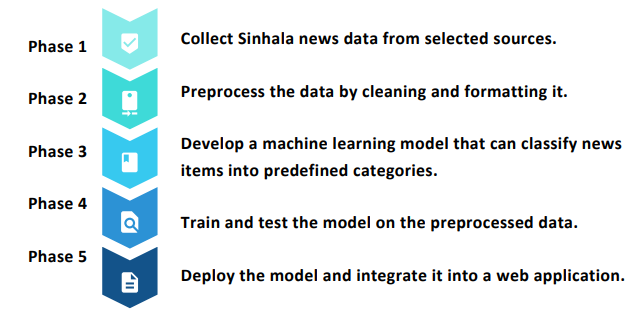 Phase 1
Collect Sinhala news data from selected sources.
Phase 2
Preprocess the data by cleaning and formatting it.
Phase 3
Develop a machine learning model that can classify news
items into predefined categories.
Phase 4
Train and test the model on the preprocessed data.
Phase 5
Deploy the model and integrate it into a web application.